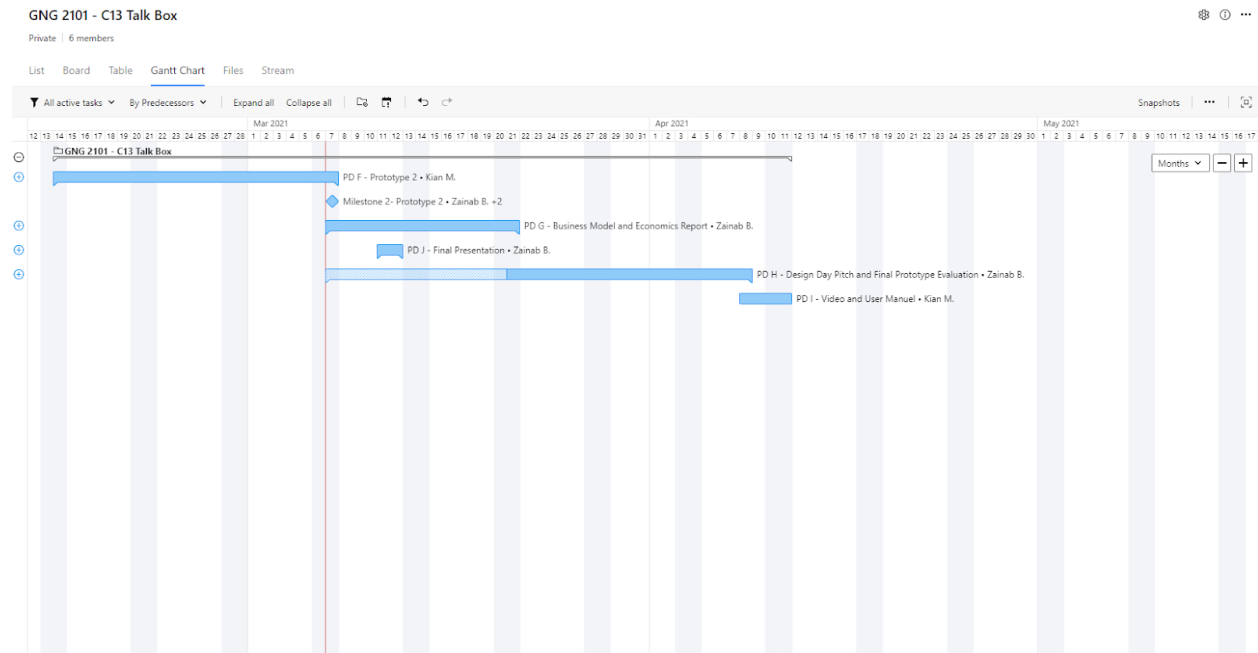 GNG 2101 - C13 Talk Box
Private 6 members
List Board Table Gantt Chart Files Stream
All active tasks By Predecessors Expand all Collapse all Snapshots
Mar 2021 Apr 2021 May 2021
12 13 14 15 16 17 18 19 20 21 22 23 24 25 26 27 28 1 2 3 4 5 6 7 8 9 10 11 12 13 14 15 16 17 18 19 20 21 22 23 24 25 26 27 28 29 30 31 1 2 3 4 5 6 7 8 9 10 11 12 13 14 15 16 17 18 19 20 21 22 23 24 25 26 27 28 29 30 1 2 3 4 5 6 7 8 9 10 11 12 13 14 15 16 17
GNG 2101 - C13 Talk Box
Months
PD F - Prototype 2 • Kian M.
Milestone 2- Prototype 2 • Zainab B. +2
PD G - Business Model and Economics Report • Zainab B.
PD J - Final Presentation • Zainab B.
PD H - Design Day Pitch and Final Prototype Evaluation • Zainab B.
PD I - Video and User Manuel • Kian M.